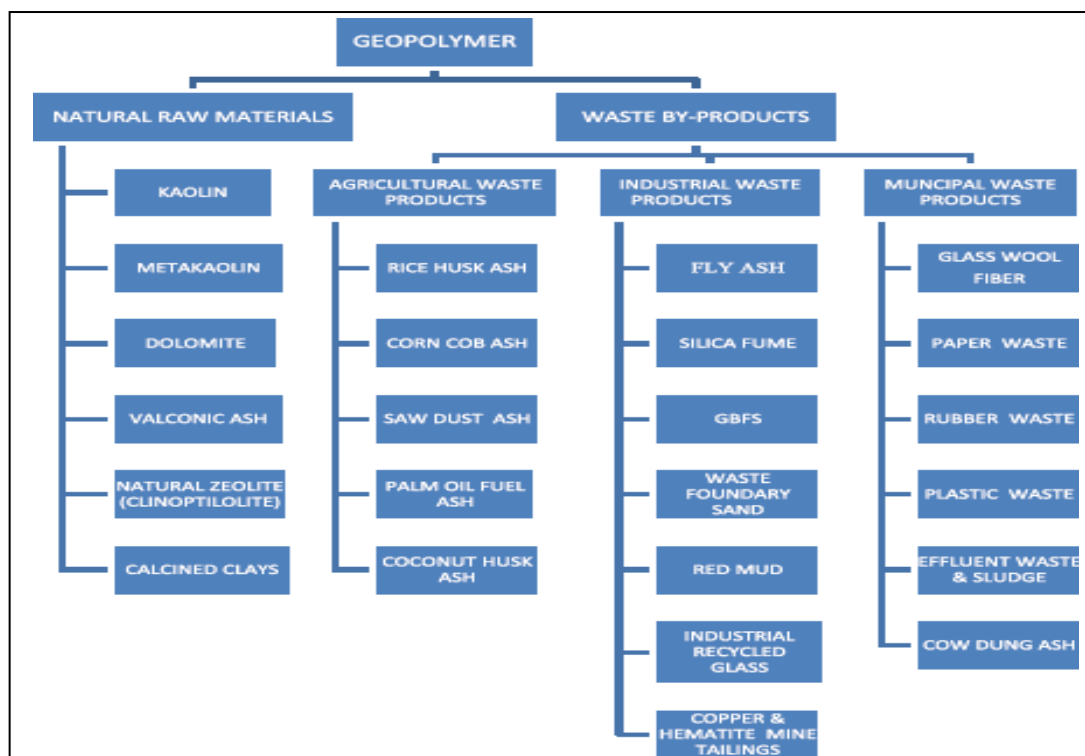 GEOPOLYMER
NATURAL RAW MATERIALS
WASTE BY-PRODUCTS
KAOLIN
METAKAOLIN
DOLOMITE
VALCONIC ASH
NATURAL ZEOLITE
(CLINOPTILOLITE)
CALCINED CLAYS
AGRICULTURAL WASTE
PRODUCTS
RICE HUSK ASH
CORN COB ASH
SAW DUST ASH
PALM OIL FUEL
ASH
COCONUT HUSK
ASH
INDUSTRIAL WASTE
PRODUCTS
FLY ASH
SILICA FUME
GBFS
WASTE
FOUNDARY
SAND
RED MUD
INDUSTRIAL
RECYCLED
GLASS
COPPER &
HEMATITE MINE
TAILINGS
MUNCIPAL WASTE
PRODUCTS
GLASS WOOL
FIBER
PAPER WASTE
RUBBER WASTE
PLASTIC WASTE
EFFLUENT WASTE
& SLUDGE
COW DUNG ASH